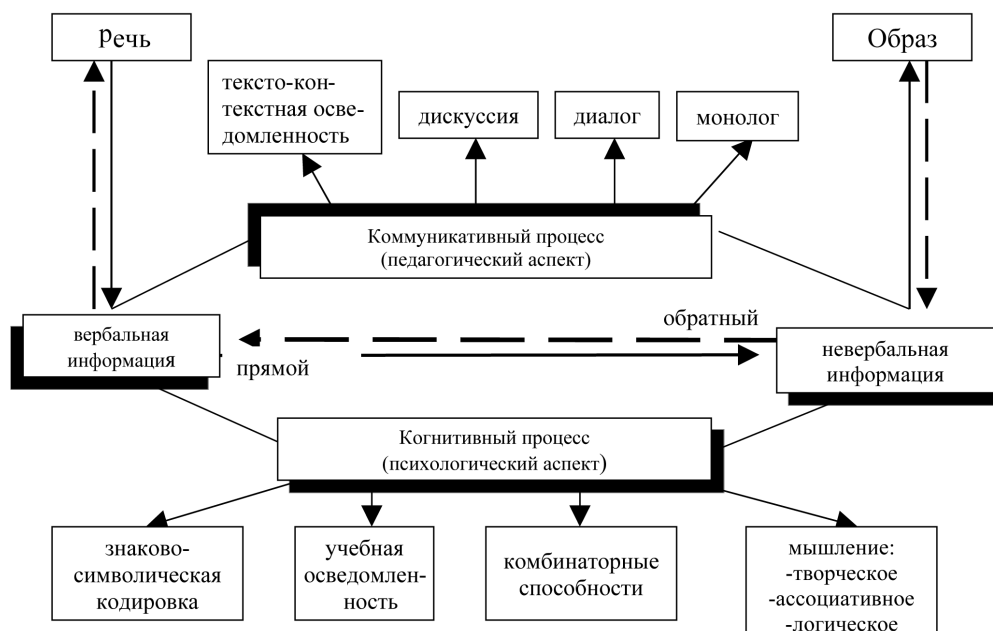 Речь
Образ
тексто-кон-
текстная осве-
домленность
дискуссия
диалог
монолог
Коммуникативный процесс
(педагогический аспект)
вербальная
информация
обратный
прямой
невербальная
информация
Когнитивный процесс
(психологический аспект)
знаково-
символическая
кодировка
учебная
осведомлен-
ность
комбинаторные
способности
мышление:
-творческое
-ассоциативное
-логическое